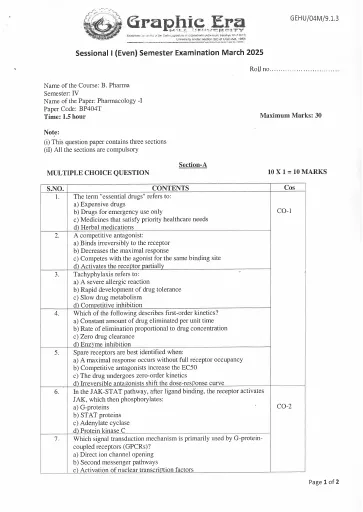 GEHU/04M/9.1.3
Graphic Era
Sessional I (Even) Semester Examination March 2025
Roll no.............................
Name of the Course: B. Pharma
Semester: IV
Name of the Paper: Pharmacology -I
Paper Code: BP404T
Time: 1.5 hour Maximum Marks: 30
Note:
(i) This question paper contains three sections
(ii) All the sections are compulsory
Section-A
MULTIPLE CHOICE QUESTION 10 X 1 = 10 MARKS
S.NO. CONTENTS Cos
1. The term "essential drugs" refers to:
a) Expensive drugs
b) Drugs for emergency use only CO-1
c) Medicines that satisfy priority healthcare needs
d) Herbal medications
2. A competitive antagonist:
a) Binds irreversibly to the receptor
b) Decreases the maximal response
c) Competes with the agonist for the same binding site
d) Activates the receptor partially
3. Tachyphylaxis refers to:
a) A severe allergic reaction
b) Rapid development of drug tolerance
c) Slow drug metabolism
d) Competitive inhibition
4. Which of the following describes first-order kinetics?
a) Constant amount of drug eliminated per unit time
b) Rate of elimination proportional to drug concentration
c) Zero drug clearance
d) Enzyme inhibition
5. Spare receptors are best identified when:
a) A maximal response occurs without full receptor occupancy
b) Competitive antagonists increase the EC50
c) The drug undergoes zero-order kinetics
d) Irreversible antagonists shift the dose-response curve
6. In the JAK-STAT pathway, after ligand binding, the receptor activates
JAK, which then phosphorylates:
a) G-proteins CO-2
b) STAT proteins
c) Adenylate cyclase
d) Protein kinase C
7. Which signal transduction mechanism is primarily used by G-protein-
coupled receptors (GPCRs)?
a) Direct ion channel opening
b) Second messenger pathways
c) Activation of nuclear transcription factors
Page 1 of 2